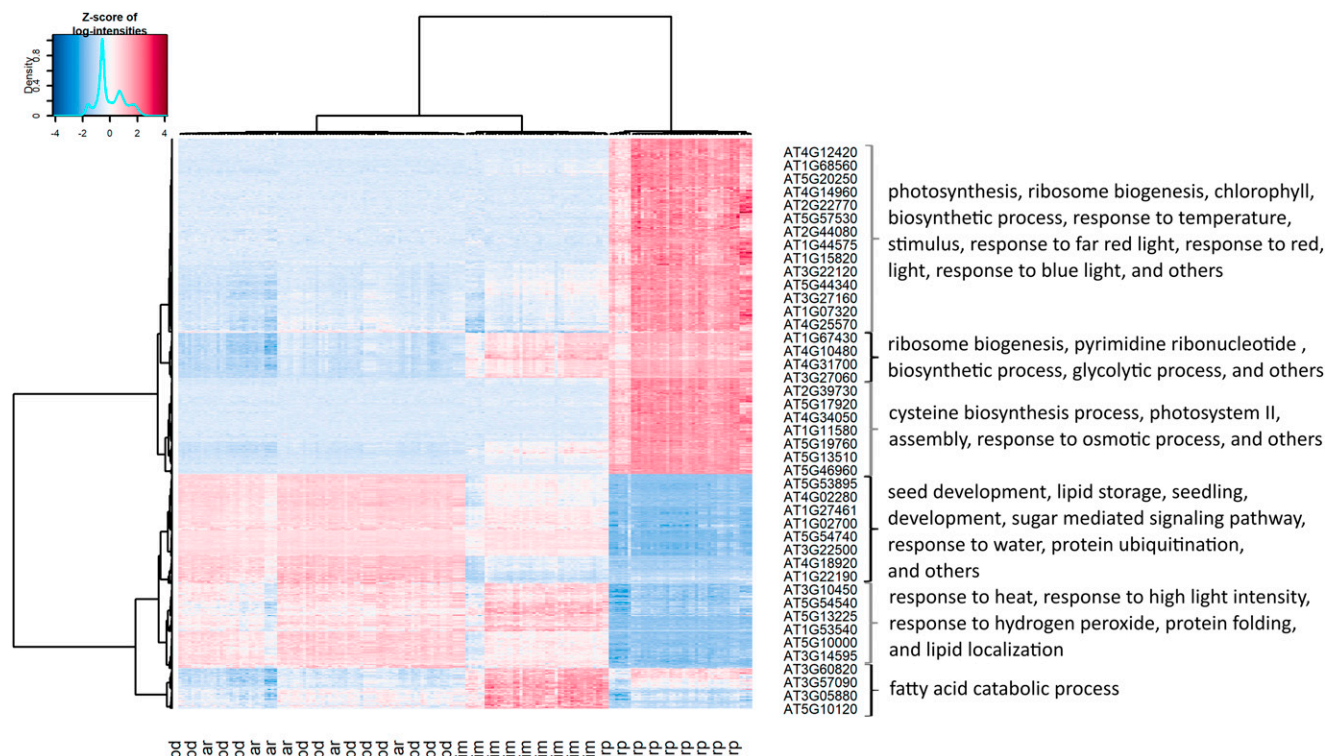 Z-score of
log-intensities
Density
0 0.4 0.8
-4 -2 0 2 4
AT4G12420
AT1G68560
AT5G20250
AT4G14960
AT2G22770
AT5G57530
AT2G44080
AT1G44575
AT1G15820
AT3G22120
AT5G44340
AT3G27160
AT1G07320
AT4G25570
AT1G67430
AT4G10480
AT4G31700
AT3G27060
AT2G39730
AT5G17920
AT4G34050
AT1G11580
AT5G19760
AT5G13510
AT5G46960
AT5G53895
AT4G02280
AT1G27461
AT1G02700
AT5G54740
AT3G22500
AT4G18920
AT1G22190
AT3G10450
AT5G54540
AT5G13225
AT1G53540
AT5G10000
AT3G14595
AT3G60820
AT3G57090
AT3G05880
AT5G10120
photosynthesis, ribosome biogenesis, chlorophyll,
biosynthetic process, response to temperature,
stimulus, response to far red light, response to red,
light, response to blue light, and others
ribosome biogenesis, pyrimidine ribonucleotide ,
biosynthetic process, glycolytic process, and others
cysteine biosynthesis process, photosystem II,
assembly, response to osmotic process, and others
seed development, lipid storage, seedling,
development, sugar mediated signaling pathway,
response to water, protein ubiquitination,
and others
response to heat, response to high light intensity,
response to hydrogen peroxide, protein folding,
and lipid localization
fatty acid catabolic process